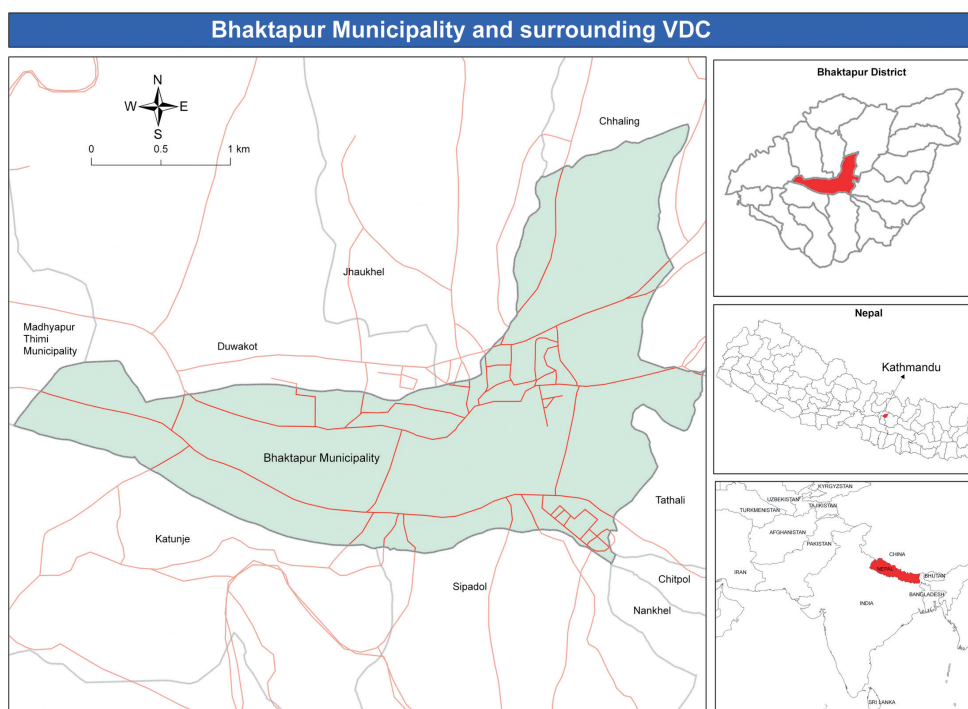 Bhaktapur Municipality and surrounding VDC
N
W E
S
0 0.5 1 km
Chhaling
Jhaukhel
Madhyapur
Thimi
Municipality
Duwakot
Bhaktapur Municipality
Tathali
Katunje
Sipadol
Chitpol
Nankhel
Bhaktapur District
Nepal
Kathmandu
KYRGYZSTAN
UZBEKISTAN
TAJIKISTAN
TURKMENISTAN
AFGHANISTAN
PAKISTAN
CHINA
IRAN
NEPAL
BHUTAN
BANGLADESH
INDIA
SRI LANKA